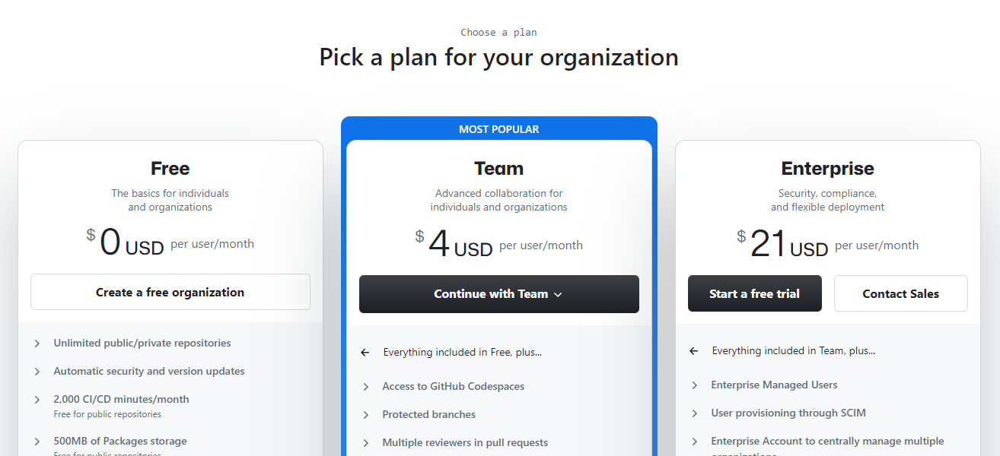 Choose a plan
Pick a plan for your organization
Free
The basics for individuals
and organizations
$0 USD per user/month
Create a free organization
Unlimited public/private repositories
Automatic security and version updates
2,000 CI/CD minutes/month
Free for public repositories
500MB of Packages storage
Free for public repositories
MOST POPULAR
Team
Advanced collaboration for
individuals and organizations
$4 USD per user/month
Continue with Team
Everything included in Free, plus...
Access to GitHub Codespaces
Protected branches
Multiple reviewers in pull requests
Enterprise
Security, compliance,
and flexible deployment
$21 USD per user/month
Start a free trial
Contact Sales
Everything included in Team, plus...
Enterprise Managed Users
User provisioning through SCIM
Enterprise Account to centrally manage multiple